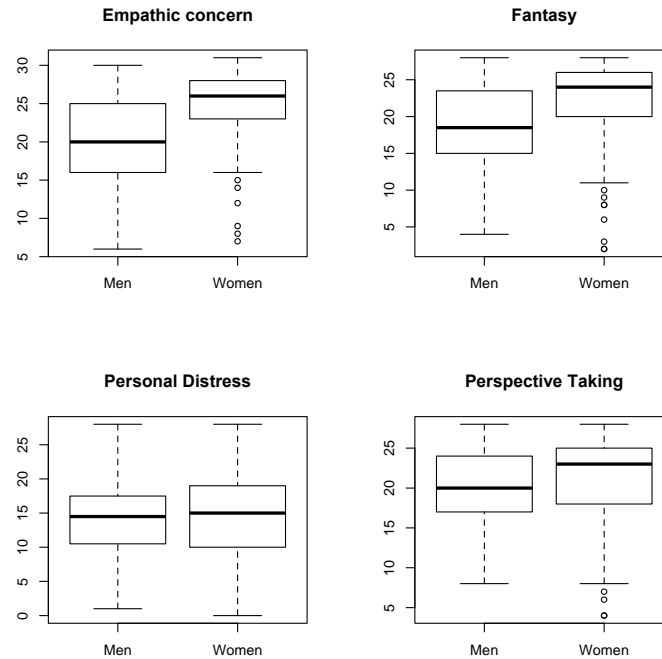 Empathic concern
5 10 15 20 25 30
Men Women
Fantasy
5 10 15 20 25
Men Women
Personal Distress
0 5 10 15 20 25
Men Women
Perspective Taking
5 10 15 20 25
Men Women